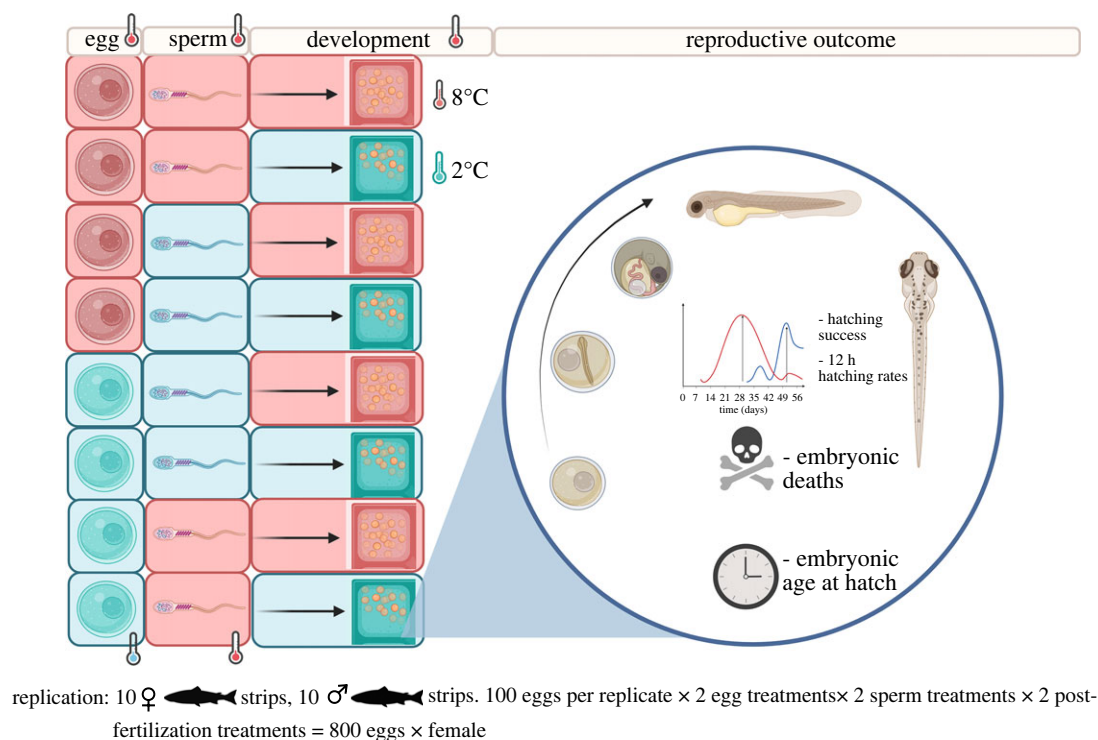 egg sperm development reproductive outcome
8°C
2°C
- hatching
success
- 12 h
hatching rates
0 7 14 21 28 35 42 49 56
time (days)
- embryonic
deaths
- embryonic
age at hatch
replication: 10 ♀ strips, 10 ♂ strips. 100 eggs per replicate × 2 egg treatments× 2 sperm treatments × 2 post-
fertilization treatments = 800 eggs × female